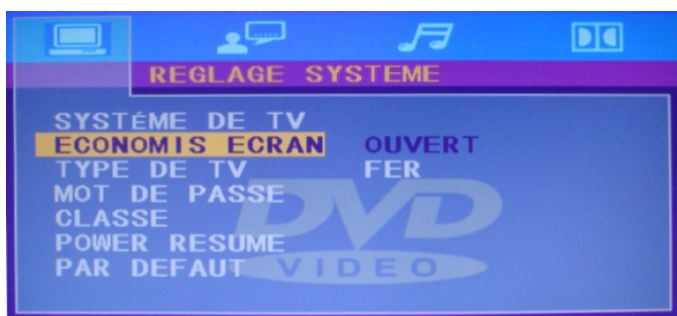 REGLAGE SYSTEME
SYSTÉME DE TV
ECONOMIS ECRAN OUVERT
TYPE DE TV FER
MOT DE PASSE
CLASSE
POWER RESUME
PAR DEFAUT
DVD
VIDEO